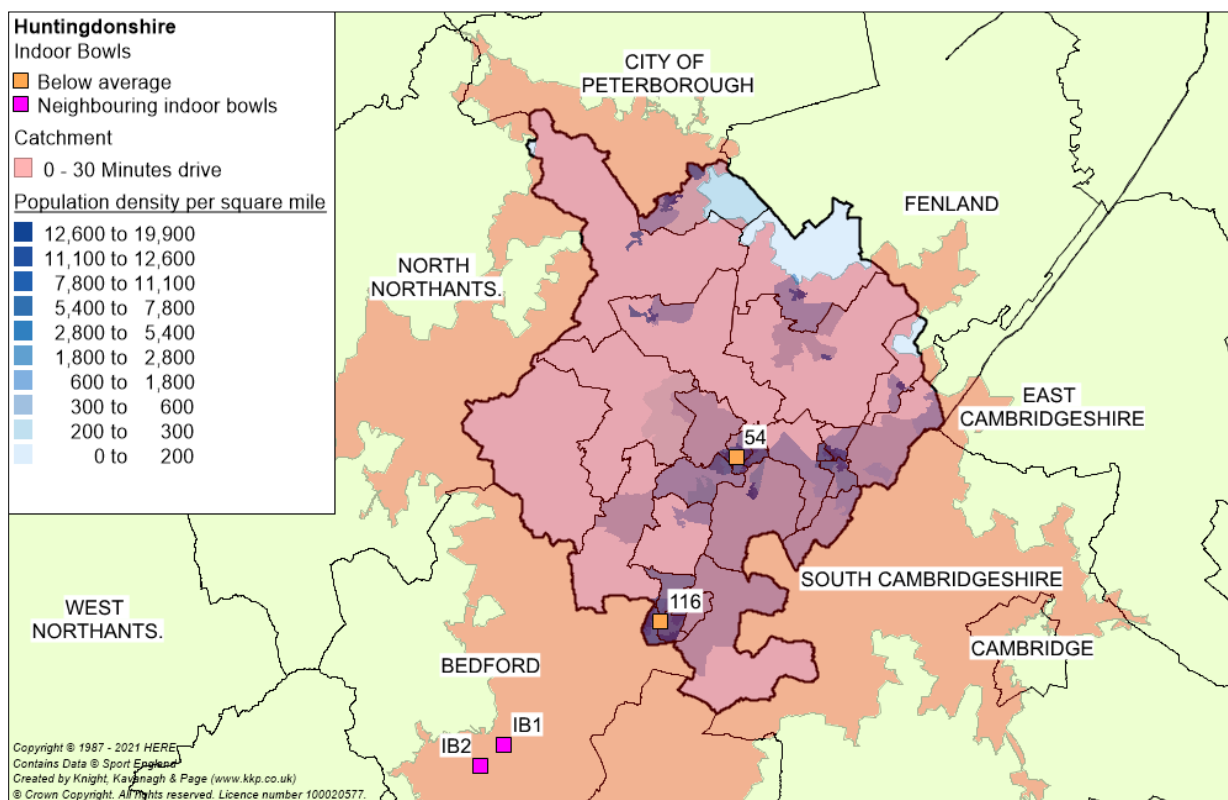 Huntingdonshire
Indoor Bowls
Below average
Neighbouring indoor bowls
Catchment
0 - 30 Minutes drive
Population density per square mile
12,600 to 19,900
11,100 to 12,600
7,800 to 11,100
5,400 to 7,800
2,800 to 5,400
1,800 to 2,800
600 to 1,800
300 to 600
200 to 300
0 to 200
CITY OF
PETERBOROUGH
FENLAND
NORTH
NORTHANTS.
EAST
CAMBRIDGESHIRE
54
SOUTH CAMBRIDGESHIRE
116
WEST
NORTHANTS.
CAMBRIDGE
BEDFORD
IB1
IB2
Copyright © 1987 - 2021 HERE
Contains Data ® Sport England
Created by Knight, Kavanagh & Page (www.kkp.co.uk)
© Crown Copyright. All rights reserved. Licence number 100020577.